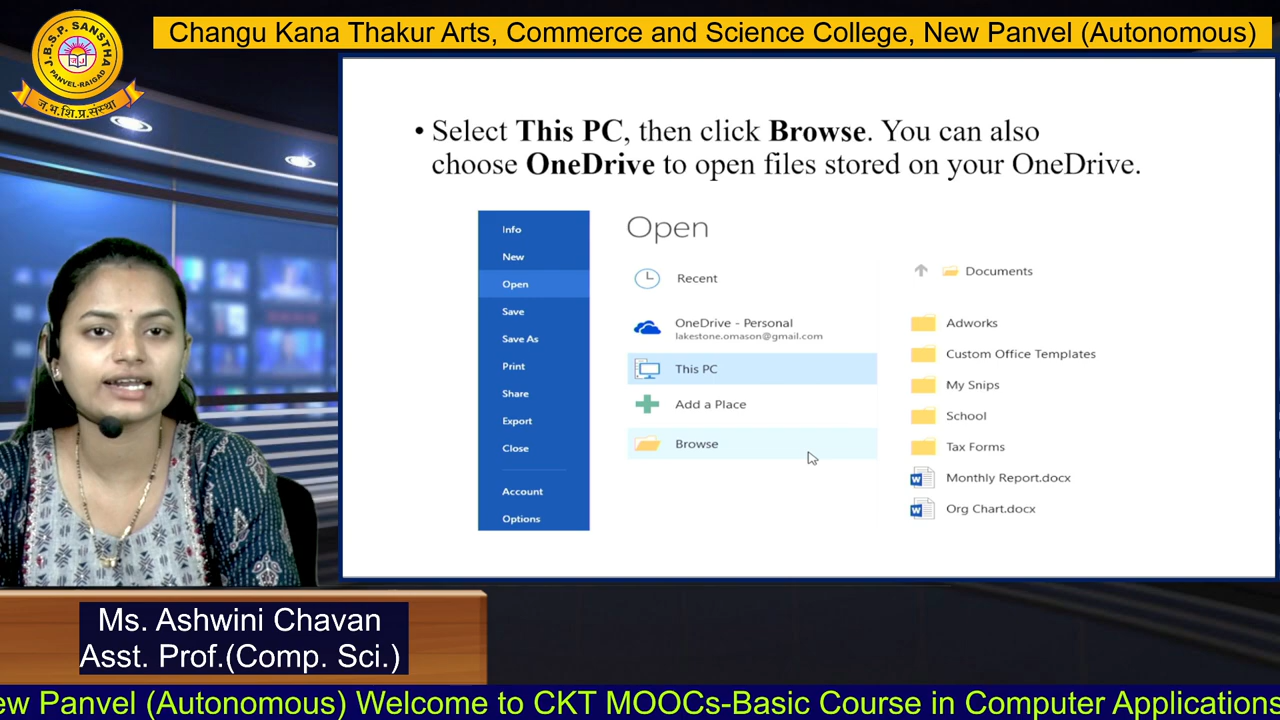 Changu Kana Thakur Arts, Commerce and Science College, New Panvel (Autonomous)
J.B.S.P. SANSTHA
PANVEL-RAIGAD
ज.भ.शि.प्र.संस्था
• Select This PC, then click Browse. You can also
choose OneDrive to open files stored on your OneDrive.
Info
New
Open
Save
Save As
Print
Share
Export
Close
Account
Options
Open
Recent
OneDrive - Personal
lakestone.omason@gmail.com
This PC
Add a Place
Browse
Documents
Adworks
Custom Office Templates
My Snips
School
Tax Forms
Monthly Report.docx
Org Chart.docx
Ms. Ashwini Chavan
Asst. Prof.(Comp. Sci.)
ew Panvel (Autonomous) Welcome to CKT MOOCs-Basic Course in Computer Applications